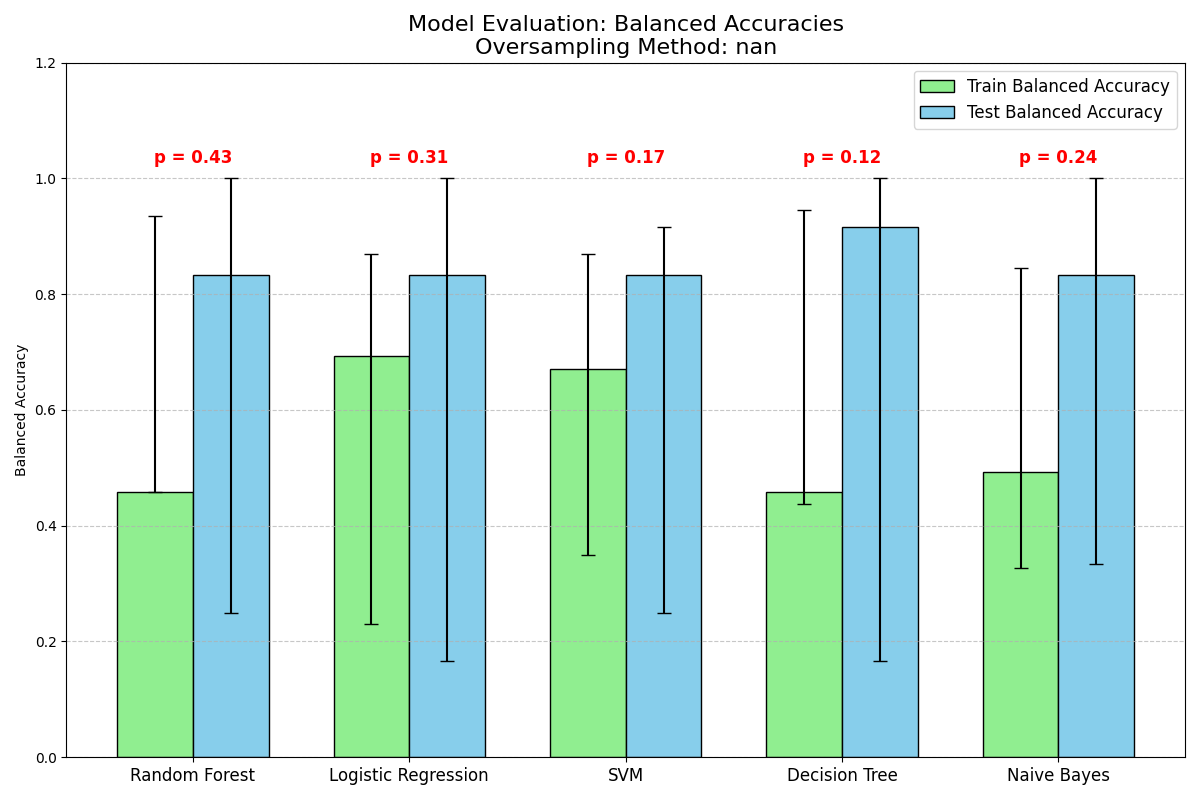 Model Evaluation: Balanced Accuracies
Oversampling Method: nan
Train Balanced Accuracy
Test Balanced Accuracy
p = 0.43
p = 0.31
p = 0.17
p = 0.12
p = 0.24
Balanced Accuracy
1.2
1.0
0.8
0.6
0.4
0.2
0.0
Random Forest
Logistic Regression
SVM
Decision Tree
Naive Bayes